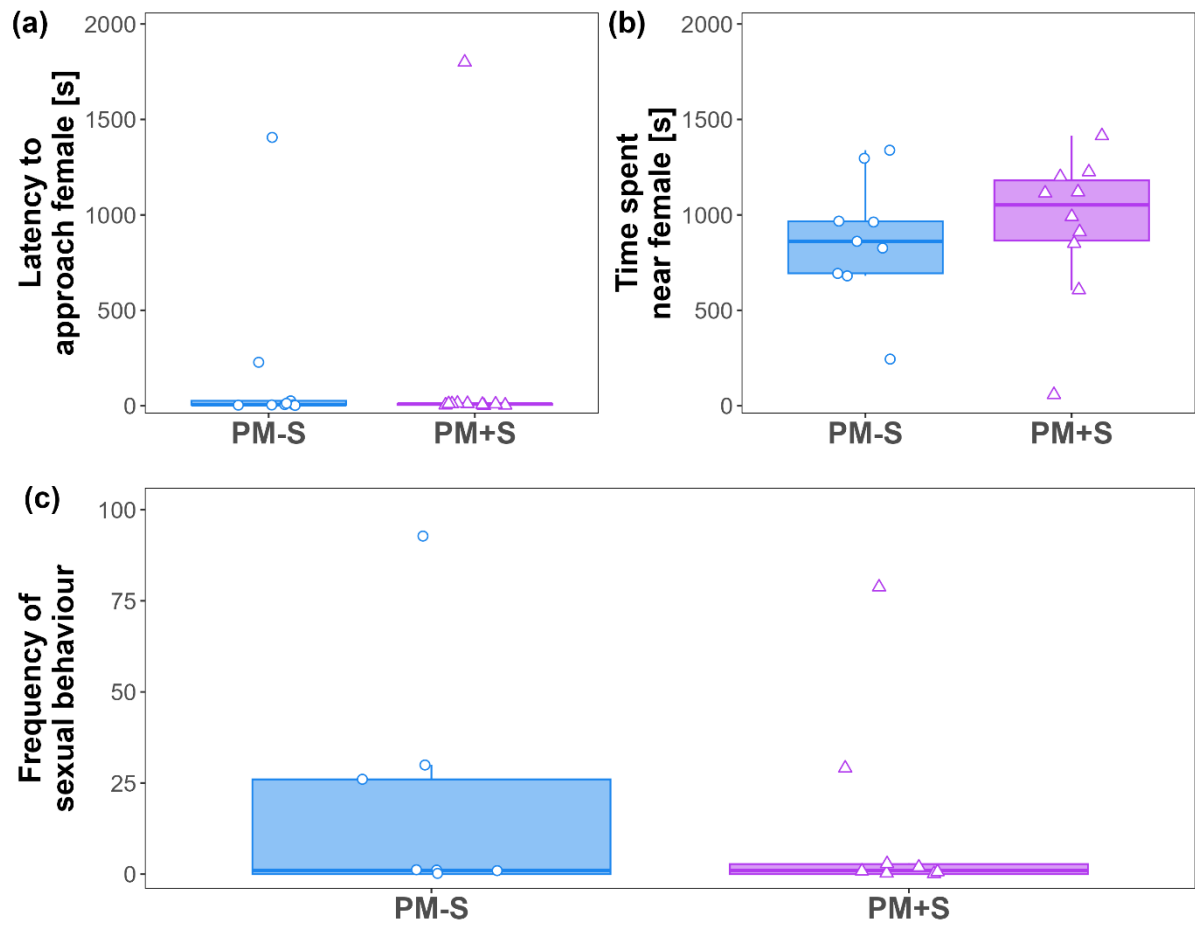 (a)
Latency to
approach female [s]
2000
1500
1000
500
0
PM-S
PM+S
(b)
Time spent
near female [s]
2000
1500
1000
500
0
PM-S
PM+S
(c)
Frequency of
sexual behaviour
100
75
50
25
0
PM-S
PM+S